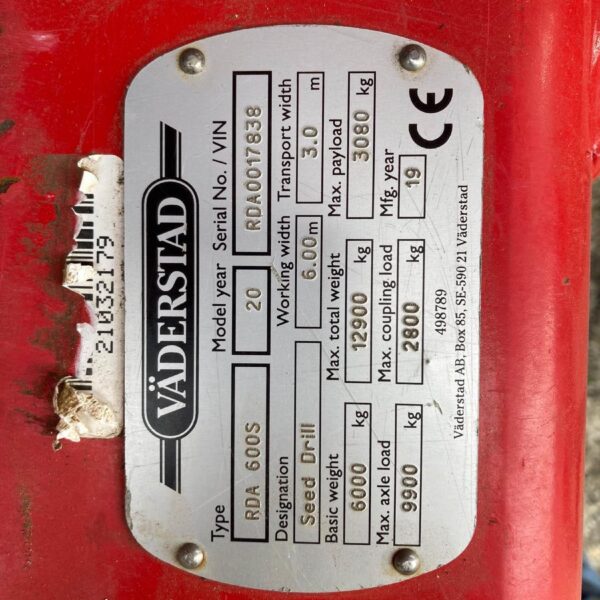 21032179
VÄDERSTAD
Type Model year Serial No. / VIN
RDA 600S 20 RDA0017838
Designation Working width Transport width
Seed Drill 6.00m 3.0 m
Basic weight Max. total weight Max. payload
6000 kg 12900 kg 3080 kg
Max. axle load Max. coupling load Mfg. year
9900 kg 2800 kg 19
CE
498789
Väderstad AB, Box 85, SE-590 21 Väderstad